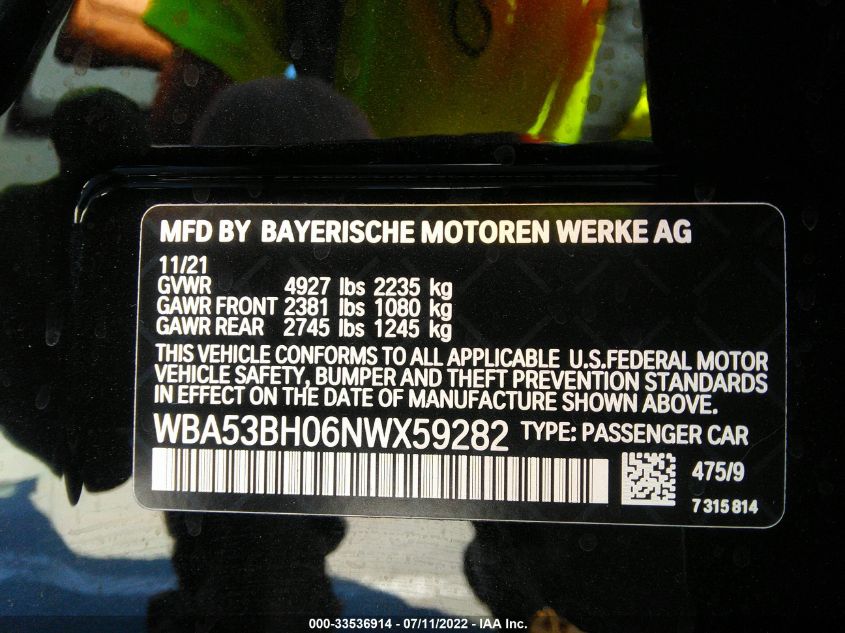 MFD BY BAYERISCHE MOTOREN WERKE AG
11/21
GVWR 4927 lbs 2235 kg
GAWR FRONT 2381 lbs 1080 kg
GAWR REAR 2745 lbs 1245 kg
THIS VEHICLE CONFORMS TO ALL APPLICABLE U.S.FEDERAL MOTOR
VEHICLE SAFETY, BUMPER AND THEFT PREVENTION STANDARDS
IN EFFECT ON THE DATE OF MANUFACTURE SHOWN ABOVE.
WBA53BH06NWX59282 TYPE: PASSENGER CAR
475/9
7 315 814
000-33536914 - 07/11/2022 - IAA Inc.